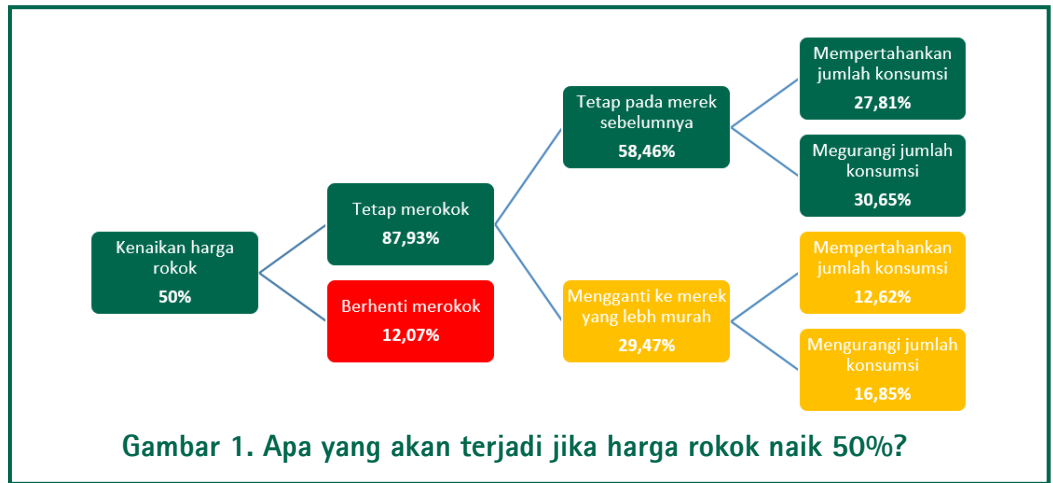 Kenaikan harga
rokok
50%
Tetap merokok
87,93%
Berhenti merokok
12,07%
Tetap pada merek
sebelumnya
58,46%
Mengganti ke merek
yang lebh murah
29,47%
Mempertahankan
jumlah konsumsi
27,81%
Megurangi jumlah
konsumsi
30,65%
Mempertahankan
jumlah konsumsi
12,62%
Mengurangi jumlah
konsumsi
16,85%
Gambar 1. Apa yang akan terjadi jika harga rokok naik 50%?